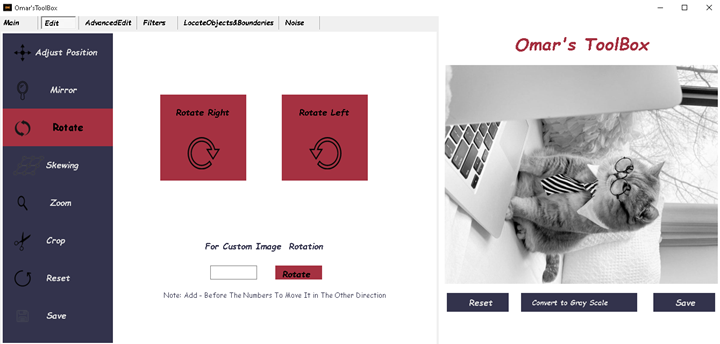 Omar'sToolBox
Main Edit AdvancedEdit Filters LocateObjects&Boundaries Noise
Adjust Position
Mirror
Rotate
Skewing
Zoom
Crop
Reset
Save
Rotate Right
Rotate Left
For Custom Image Rotation
Rotate
Note: Add - Before The Numbers To Move It in The Other Direction
Omar's ToolBox
Reset
Convert to Gray Scale
Save